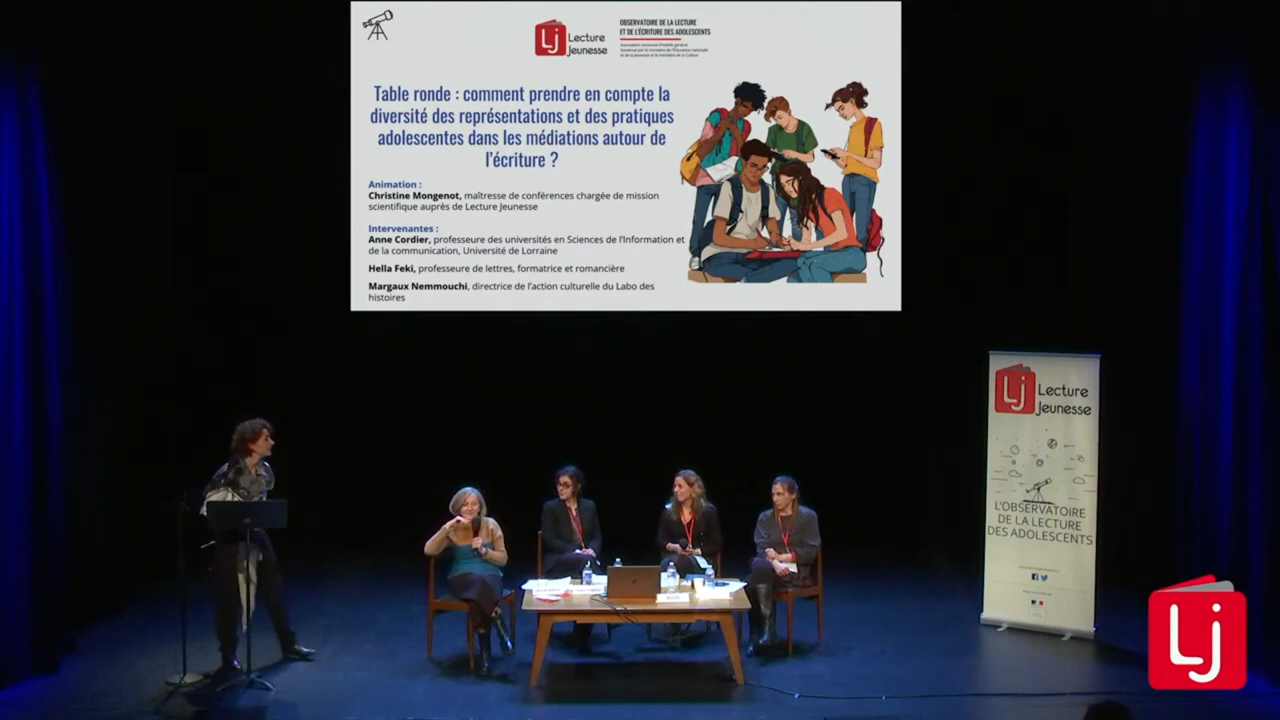 Lj Lecture
Jeunesse
OBSERVATOIRE DE LA LECTURE
ET DE L'ÉCRITURE DES ADOLESCENTS
Table ronde : comment prendre en compte la
diversité des représentations et des pratiques
adolescentes dans les médiations autour de
l'écriture ?
Animation :
Christine Mongenot, maîtresse de conférences chargée de mission
scientifique auprès de Lecture Jeunesse
Intervenantes :
Anne Cordier, professeure des universités en Sciences de l'Information et
de la communication, Université de Lorraine
Hella Feki, professeure de lettres, formatrice et romancière
Margaux Nemmouchi, directrice de l'action culturelle du Labo des
histoires
Lj Lecture
Jeunesse
L'OBSERVATOIRE
DE LA LECTURE
DES ADOLESCENTS
Lj